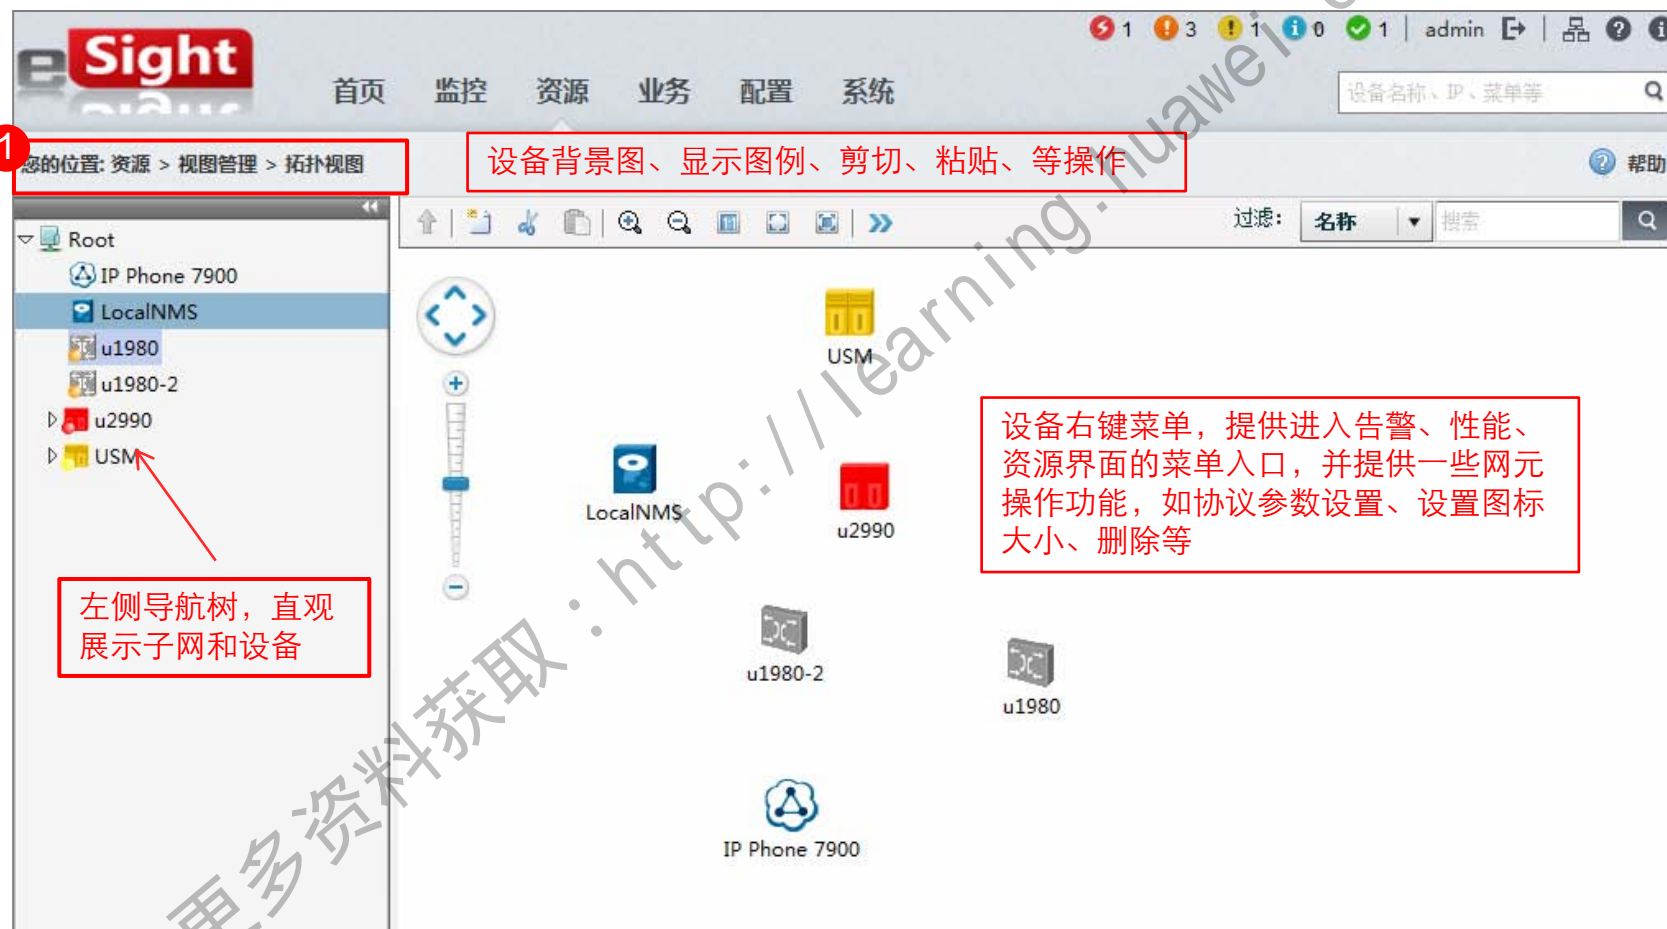 eSight
1 3 1 0 1 admin
首页 监控 资源 业务 配置 系统
设备名称、IP、菜单等
1
您的位置: 资源 > 视图管理 > 拓扑视图
设备背景图、显示图例、剪切、粘贴、等操作
帮助
过滤: 名称 搜索
Root
IP Phone 7900
LocalNMS
u1980
u1980-2
u2990
USM
USM
LocalNMS
u2990
设备右键菜单，提供进入告警、性能、
资源界面的菜单入口，并提供一些网元
操作功能，如协议参数设置、设置图标
大小、删除等
左侧导航树，直观
展示子网和设备
u1980-2
u1980
IP Phone 7900
更多资料获取：http://learning.huawei.